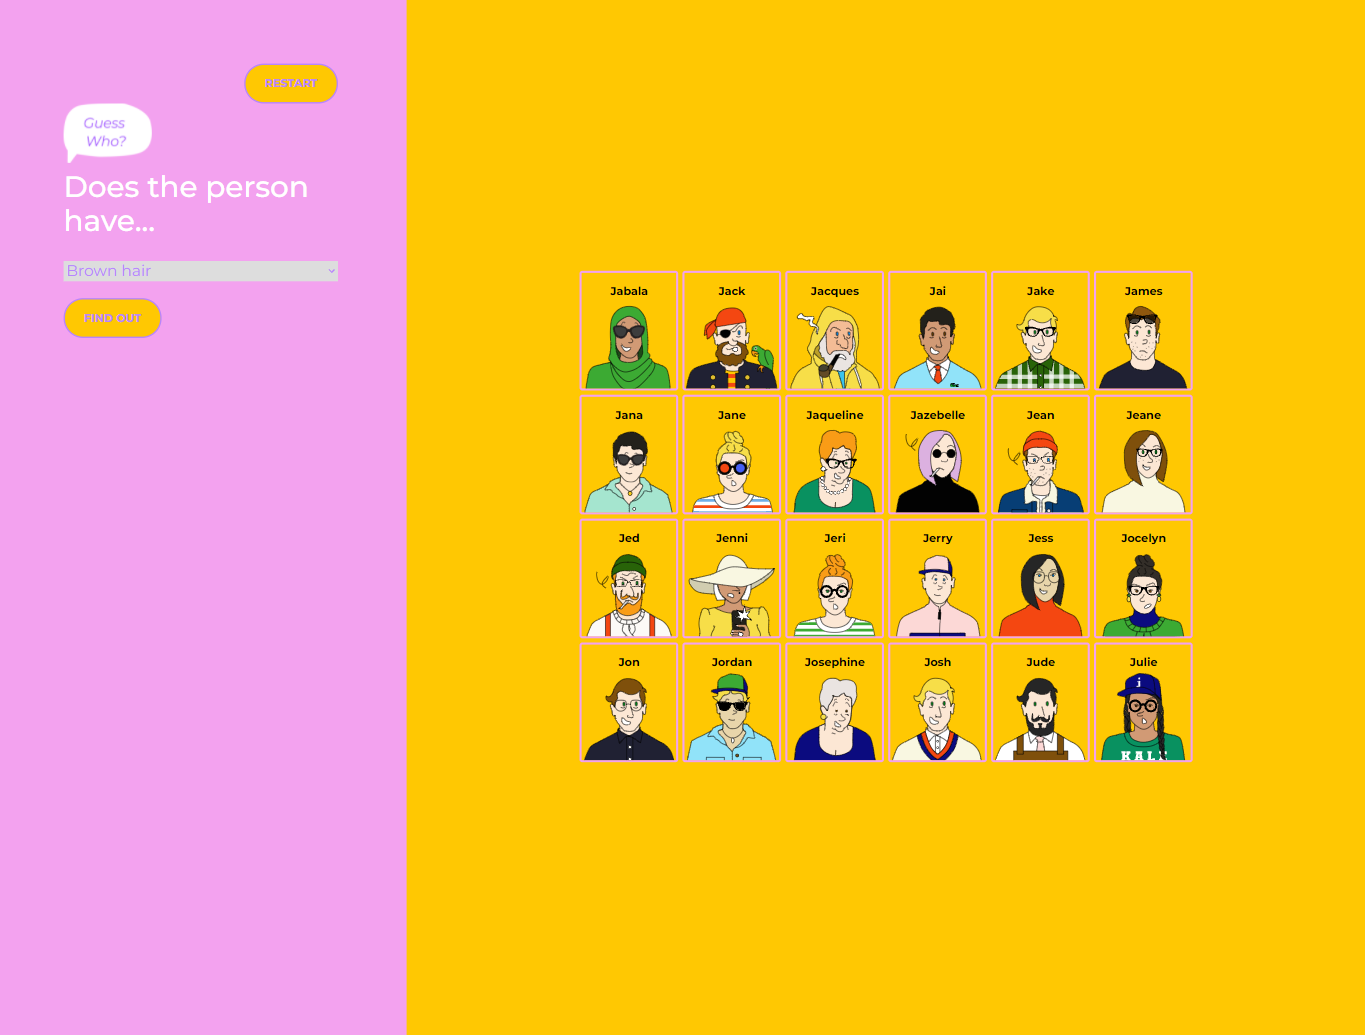 RESTART
Guess
Who?
Does the person
have...
Brown hair
FIND OUT
Jabala
Jack
Jacques
Jai
Jake
James
Jana
Jane
Jaqueline
Jazebelle
Jean
Jeane
Jed
Jenni
Jeri
Jerry
Jess
Jocelyn
Jon
Jordan
Josephine
Josh
Jude
Julie
j
KALE